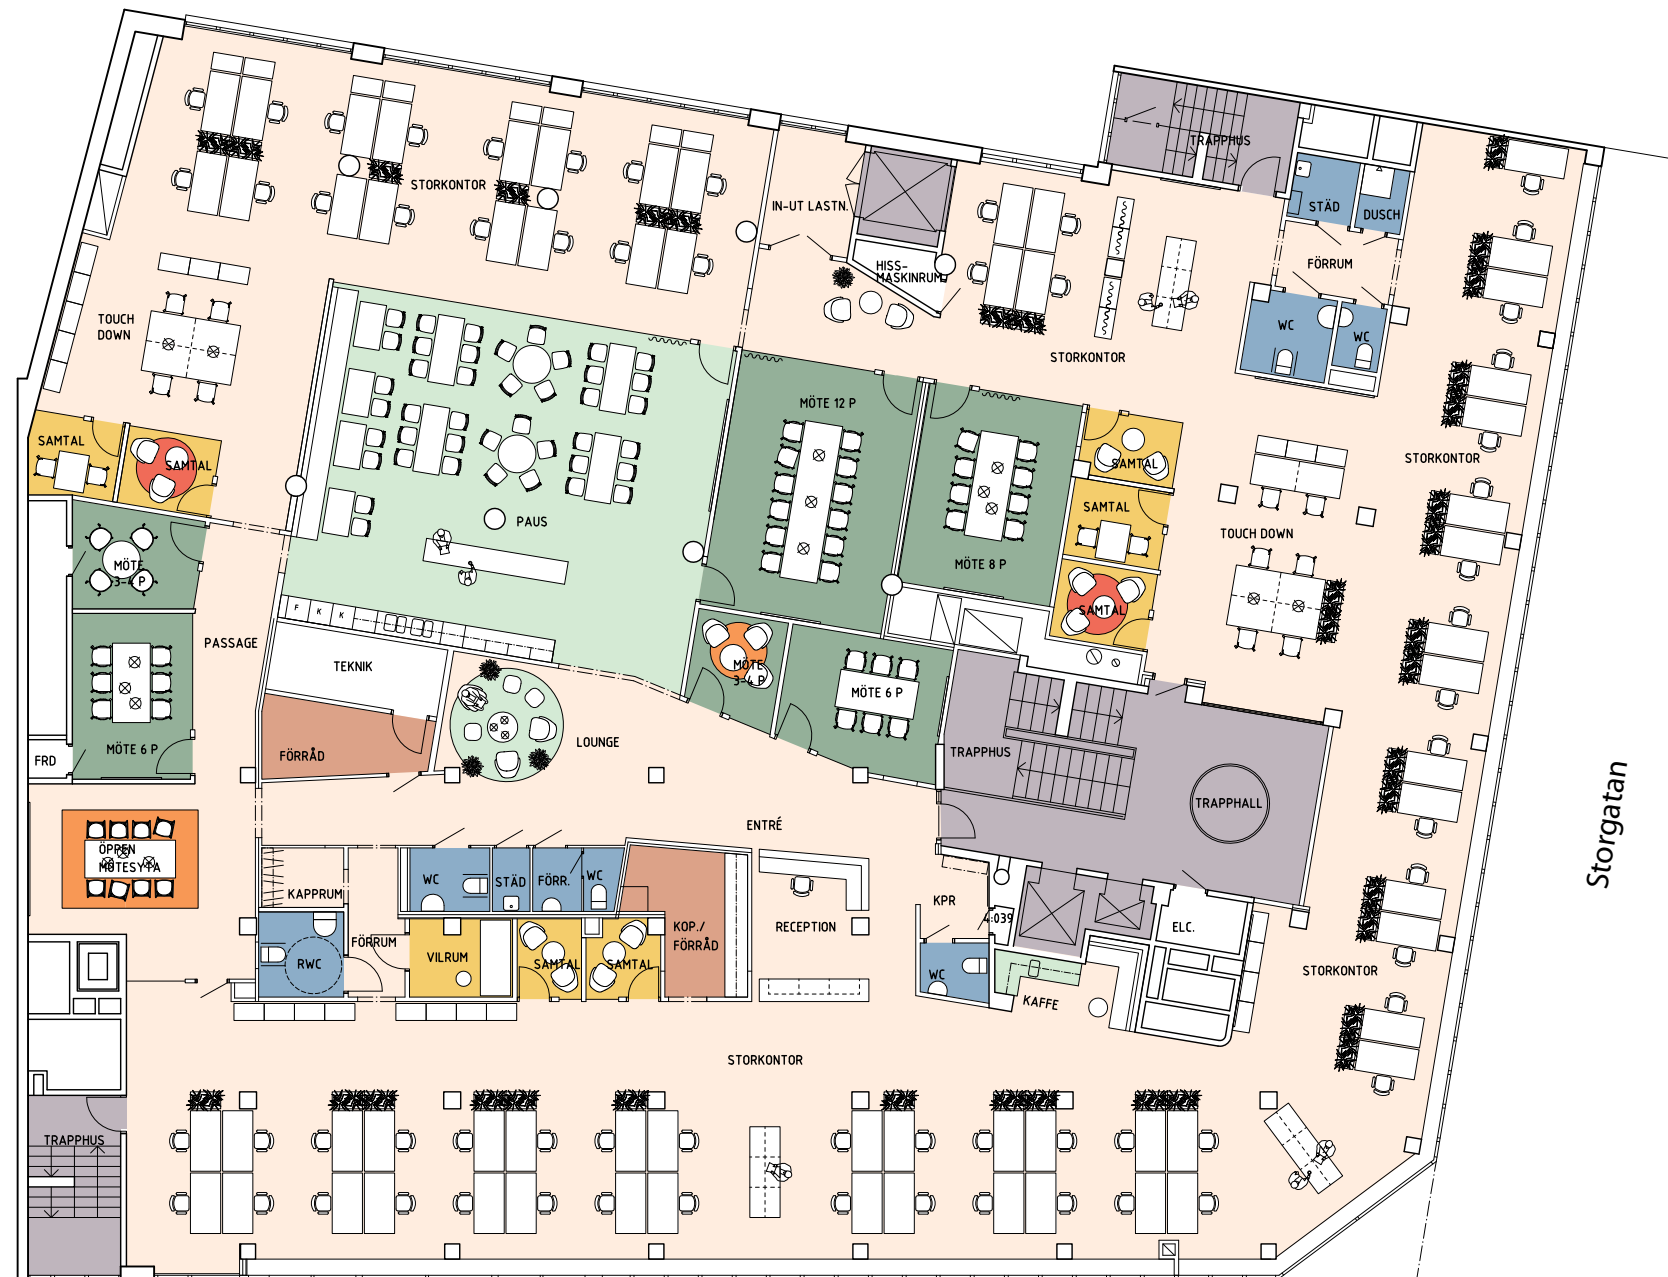 TRAPPHUS
STORKONTOR
IN-UT LASTN.
STÄD
DUSCH
HISS-
MASKINRUM
FÖRRUM
TOUCH
DOWN
WC
WC
STORKONTOR
MÖTE 12 P
SAMTAL
SAMTAL
SAMTAL
STORKONTOR
SAMTAL
PAUS
TOUCH DOWN
MÖTE
3-4 P
MÖTE 8 P
F
K
K
SAMTAL
PASSAGE
TEKNIK
MÖTE
3-4 P
MÖTE 6 P
MÖTE 6 P
FRD
FÖRRÅD
LOUNGE
TRAPPHUS
TRAPPHALL
Storgatan
ENTRÉ
ÖPPEN
MÖTESYTA
KAPPRUM
WC
STÄD
FÖRR.
WC
KPR
4:039
ELC.
KOP./
FÖRRÅD
RECEPTION
FÖRRUM
RWC
VILRUM
SAMTAL
SAMTAL
WC
KAFFE
STORKONTOR
STORKONTOR
TRAPPHUS